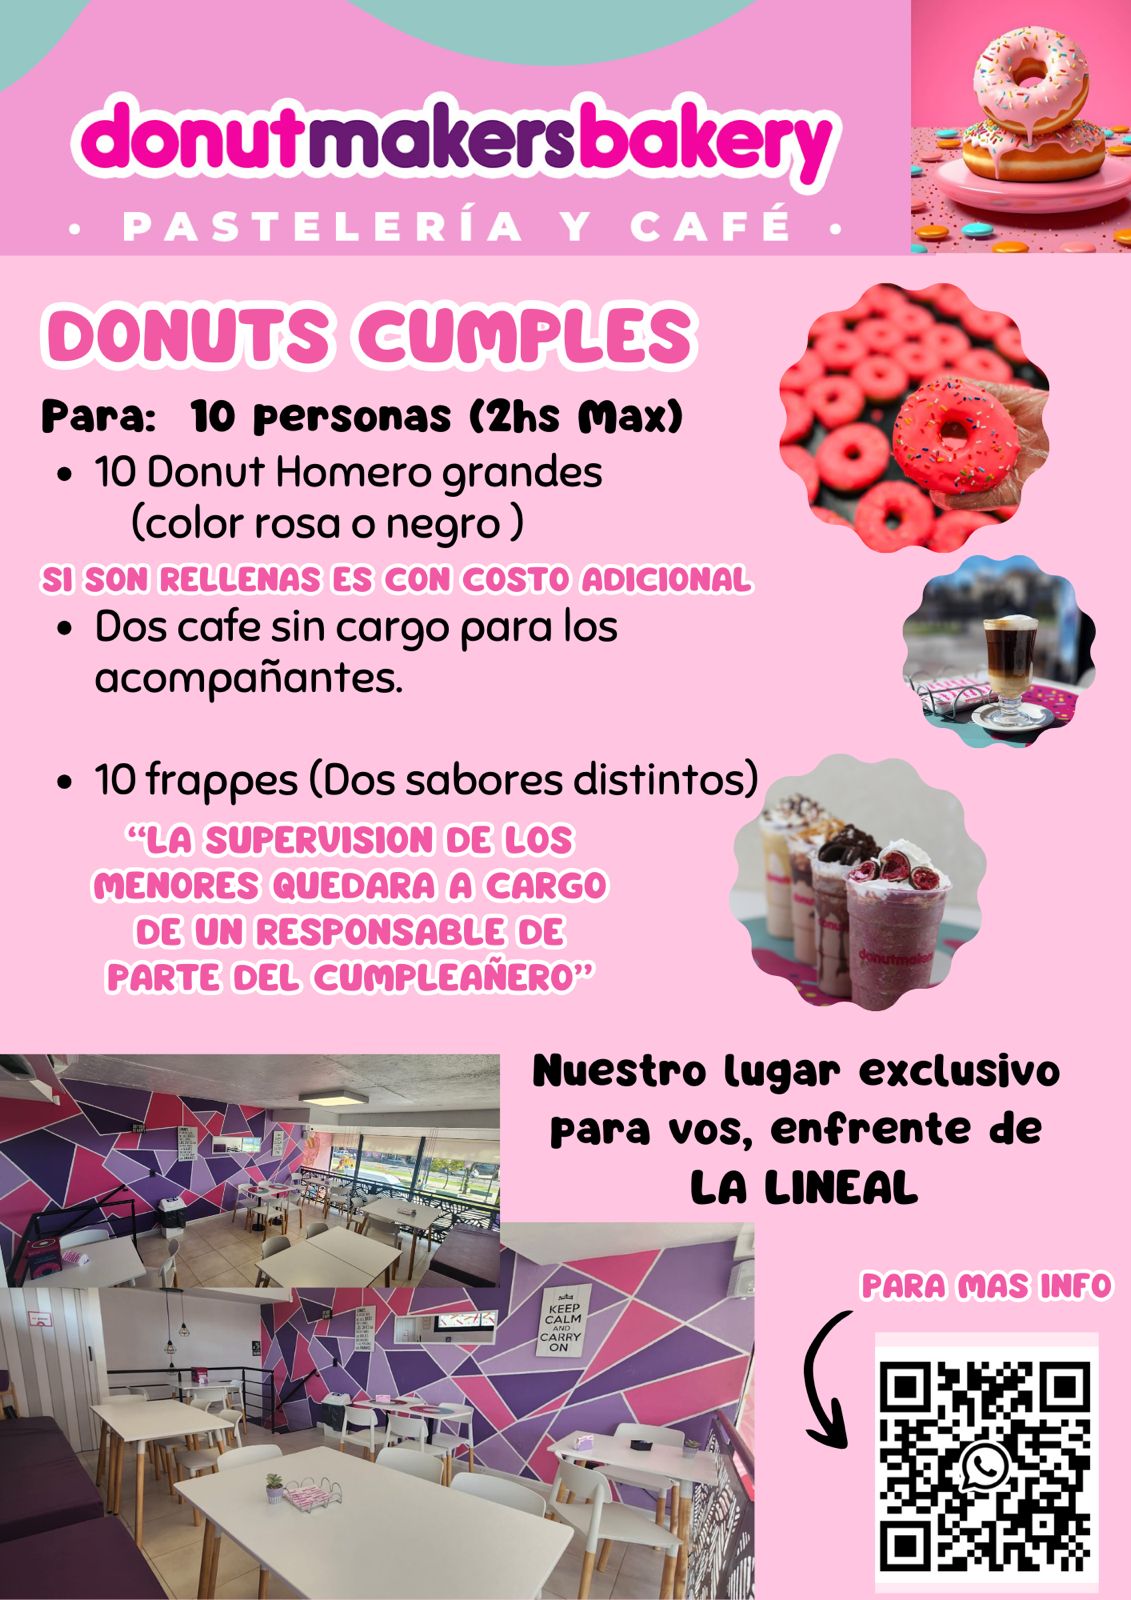 donutmakersbakery
· PASTELERÍA Y CAFÉ ·
DONUTS CUMPLES
Para: 10 personas (2hs Max)
• 10 Donut Homero grandes
(color rosa o negro )
SI SON RELLENAS ES CON COSTO ADICIONAL
• Dos cafe sin cargo para los
acompañantes.
• 10 frappes (Dos sabores distintos)
“LA SUPERVISION DE LOS
MENORES QUEDARA A CARGO
DE UN RESPONSABLE DE
PARTE DEL CUMPLEAÑERO”
Nuestro lugar exclusivo
para vos, enfrente de
LA LINEAL
KEEP
CALM
AND
CARRY
ON
PARA MAS INFO